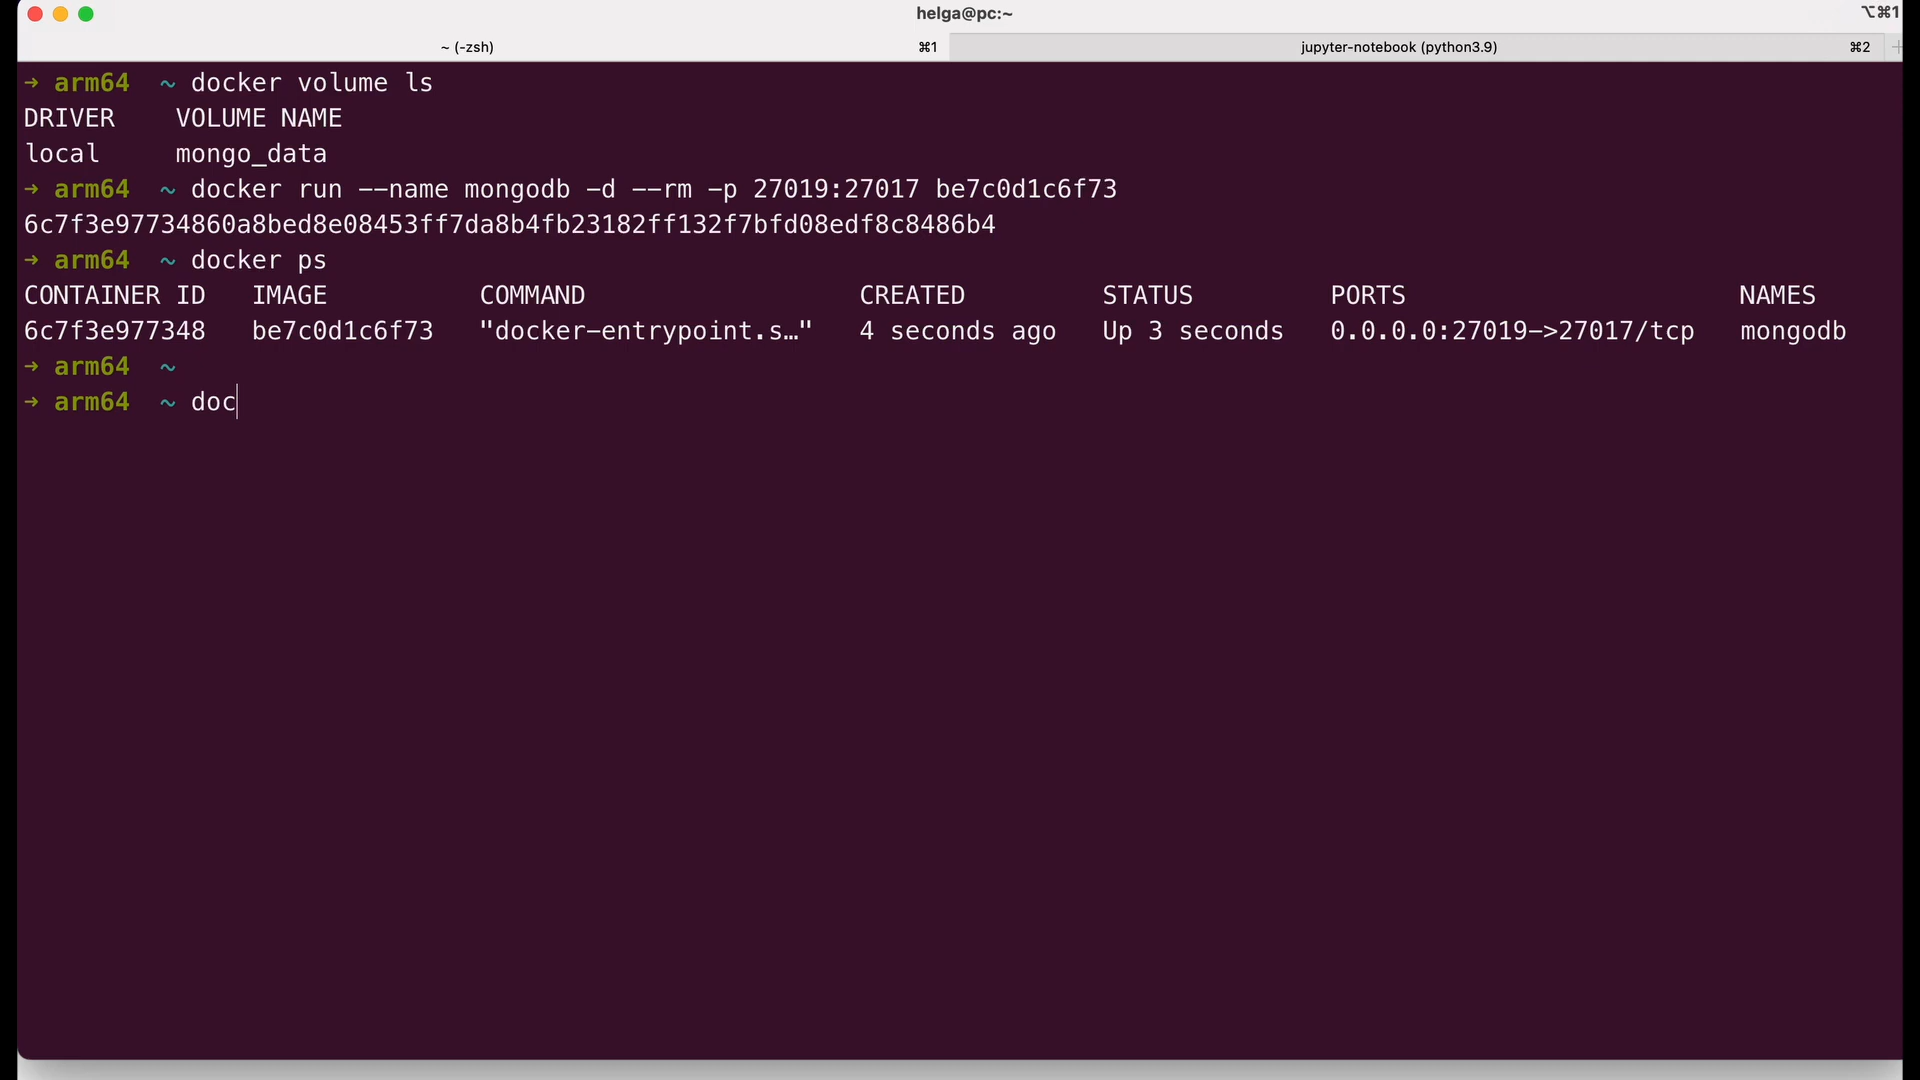 helga@pc:~
⌥⌘1
~ (-zsh) ⌘1
jupyter-notebook (python3.9) ⌘2
→ arm64 ~ docker volume ls
DRIVER VOLUME NAME
local mongo_data
→ arm64 ~ docker run --name mongodb -d --rm -p 27019:27017 be7c0d1c6f73
6c7f3e97734860a8bed8e08453ff7da8b4fb23182ff132f7bfd08edf8c8486b4
→ arm64 ~ docker ps
CONTAINER ID IMAGE COMMAND CREATED STATUS PORTS NAMES
6c7f3e977348 be7c0d1c6f73 "docker-entrypoint.s…" 4 seconds ago Up 3 seconds 0.0.0.0:27019->27017/tcp mongodb
→ arm64 ~
→ arm64 ~ doc